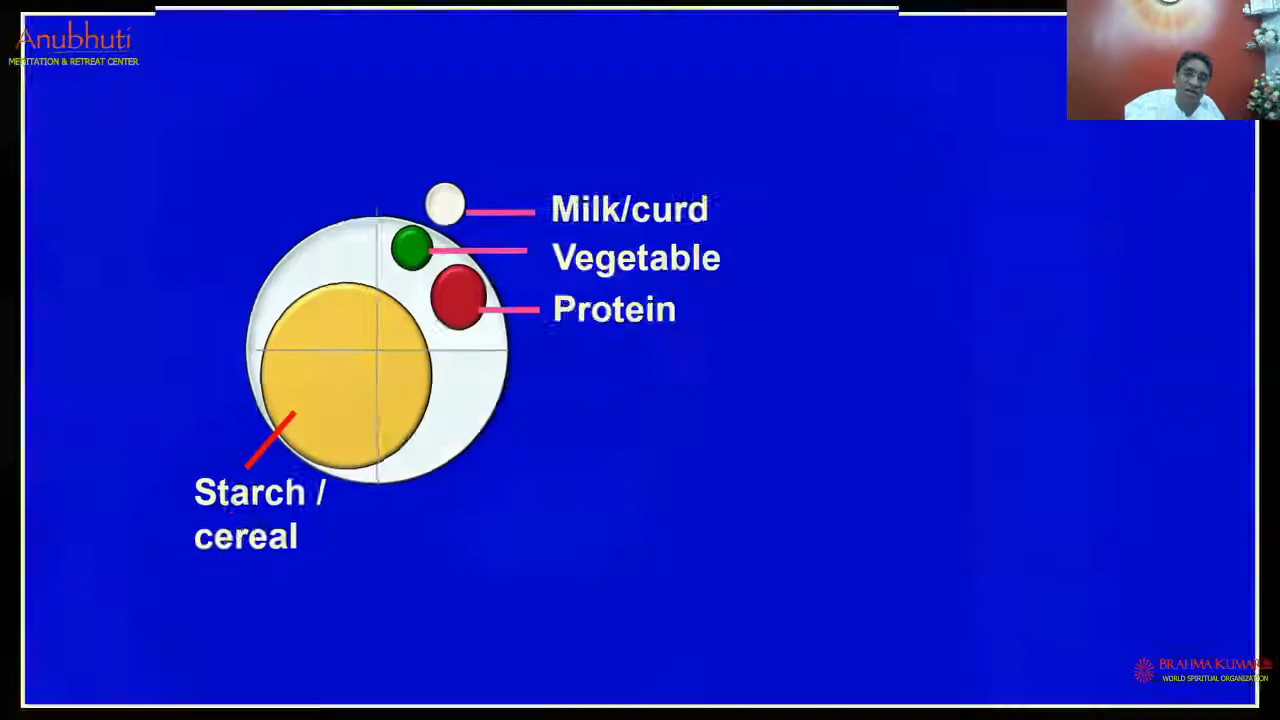 Anubhuti
MEDITATION & RETREAT CENTER
Milk/curd
Vegetable
Protein
Starch /
cereal
BRAHMA KUMARIS
WORLD SPIRITUAL ORGANIZATION